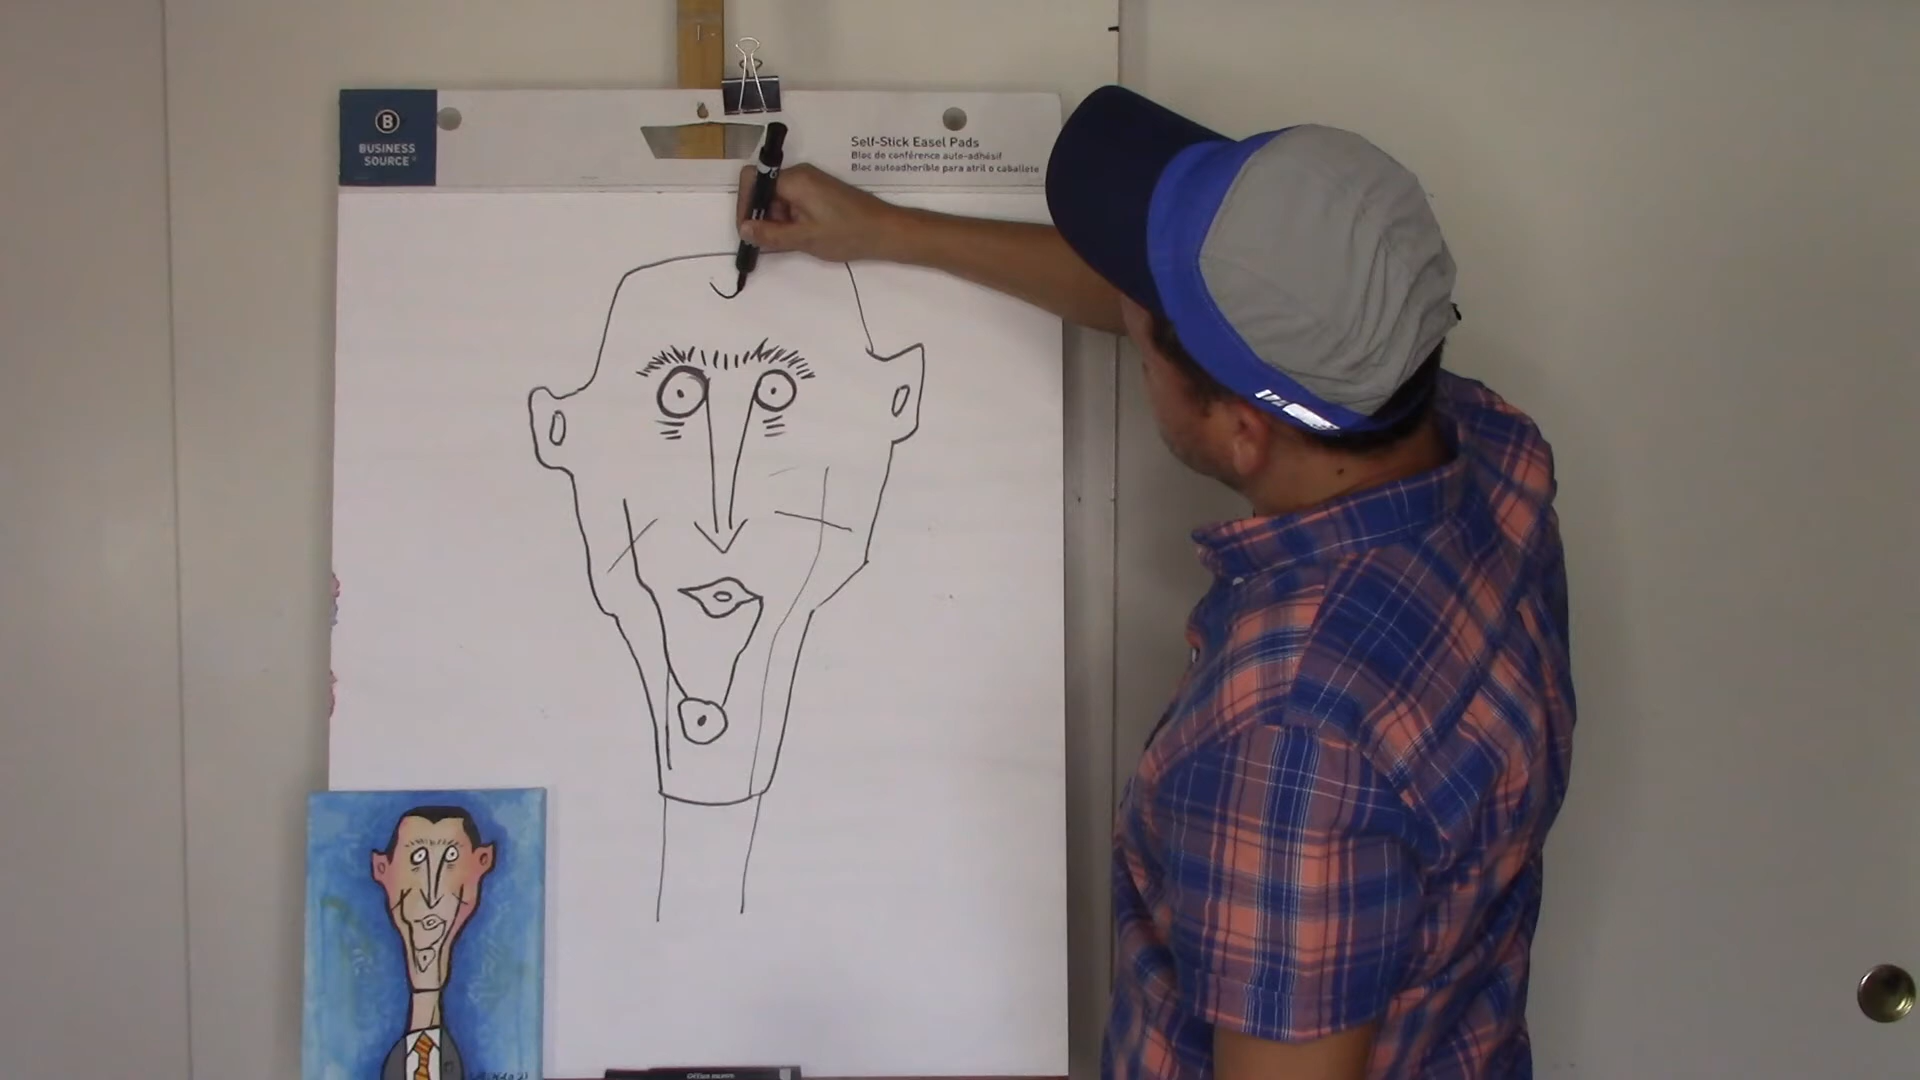 B
BUSINESS
SOURCE
Self-Stick Easel Pads
Bloc de conférence auto-adhésif
Bloc autoadherible para atril o caballete